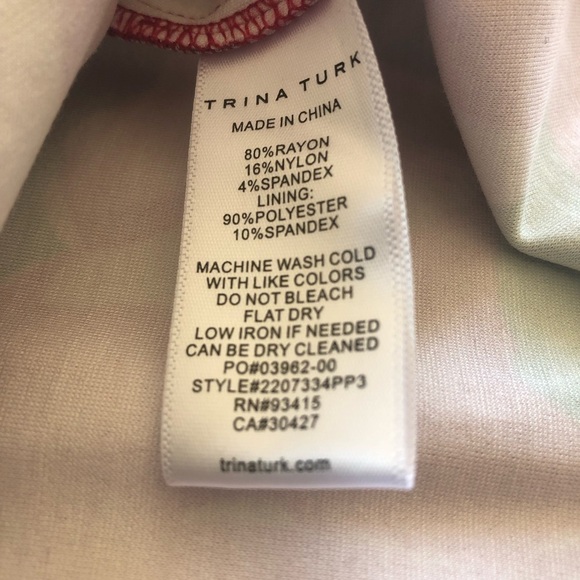 TRINA TURK
MADE IN CHINA
80%RAYON
16%NYLON
4%SPANDEX
LINING:
90%POLYESTER
10%SPANDEX
MACHINE WASH COLD
WITH LIKE COLORS
DO NOT BLEACH
FLAT DRY
LOW IRON IF NEEDED
CAN BE DRY CLEANED
PO#03962-00
STYLE#2207334PP3
RN#93415
CA#30427
trinaturk.com